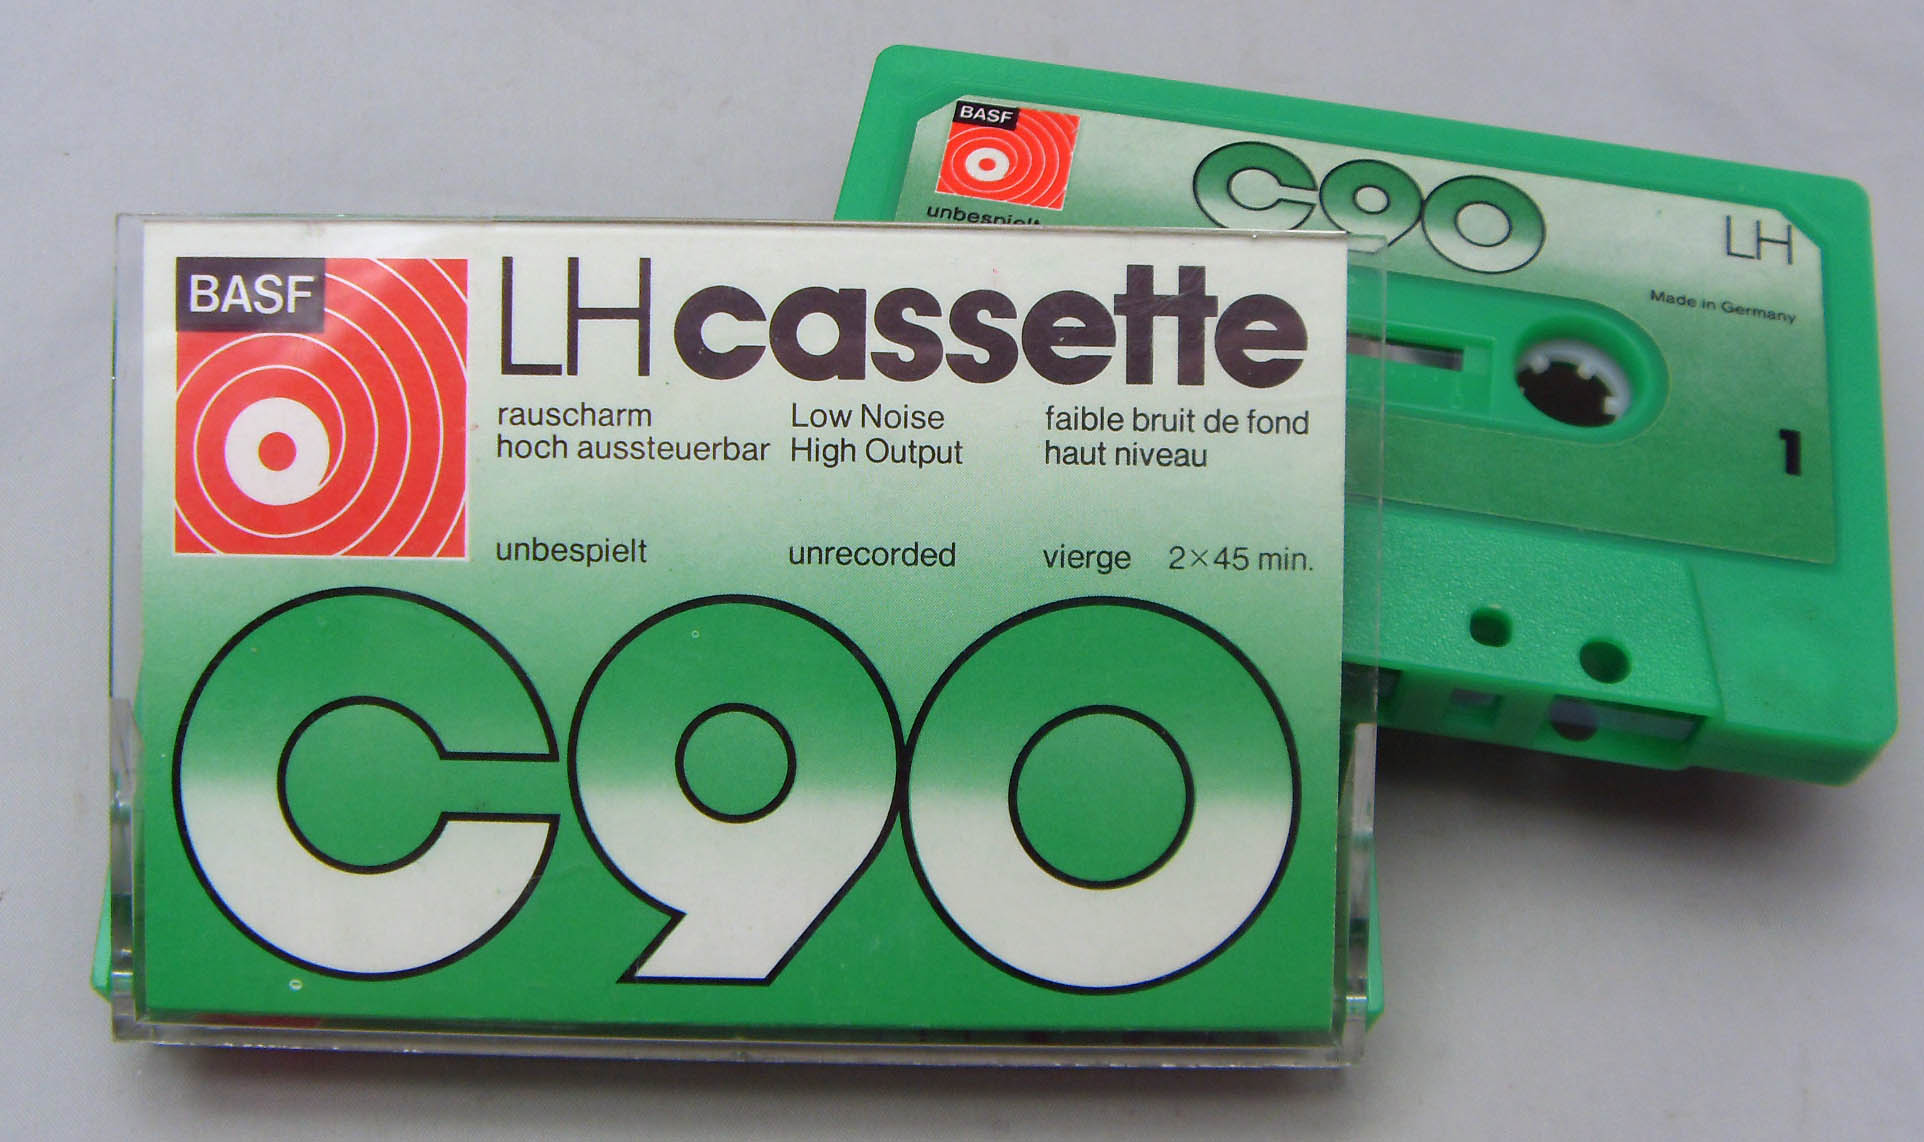 BASF
LH cassette
rauscharm Low Noise faible bruit de fond
hoch aussteuerbar High Output haut niveau
unbespielt unrecorded vierge 2×45 min.
C90
BASF
unbespielt
C90
LH
Made in Germany
1